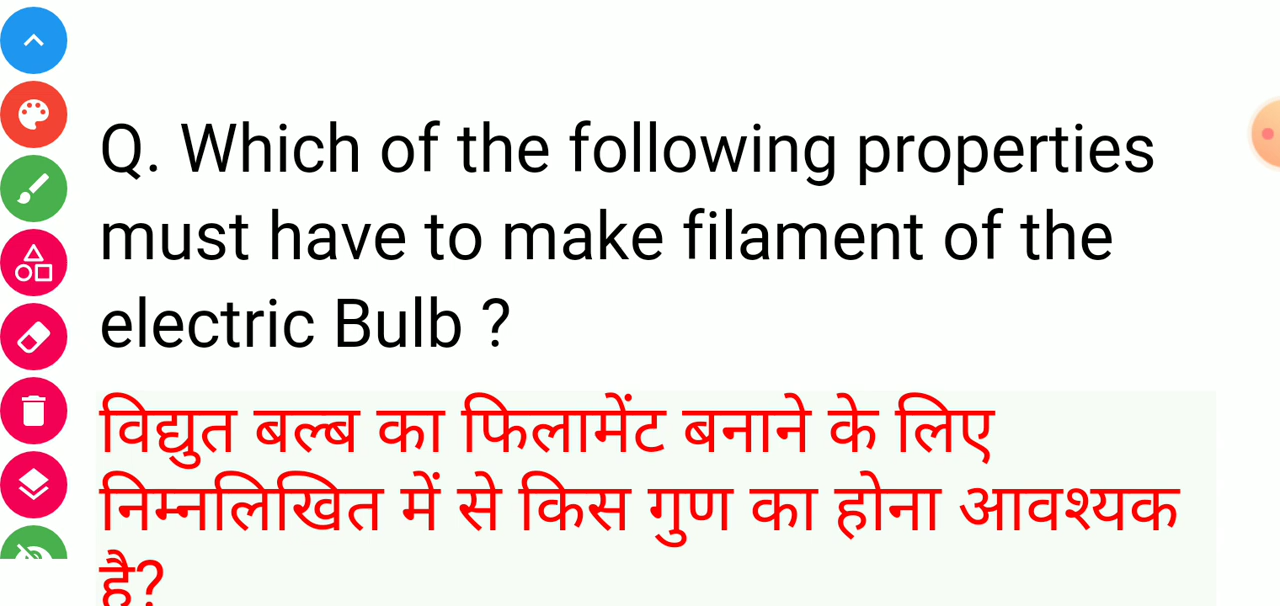 Q. Which of the following properties
must have to make filament of the
electric Bulb ?
विद्युत बल्ब का फिलामेंट बनाने के लिए
निम्नलिखित में से किस गुण का होना आवश्यक
है?